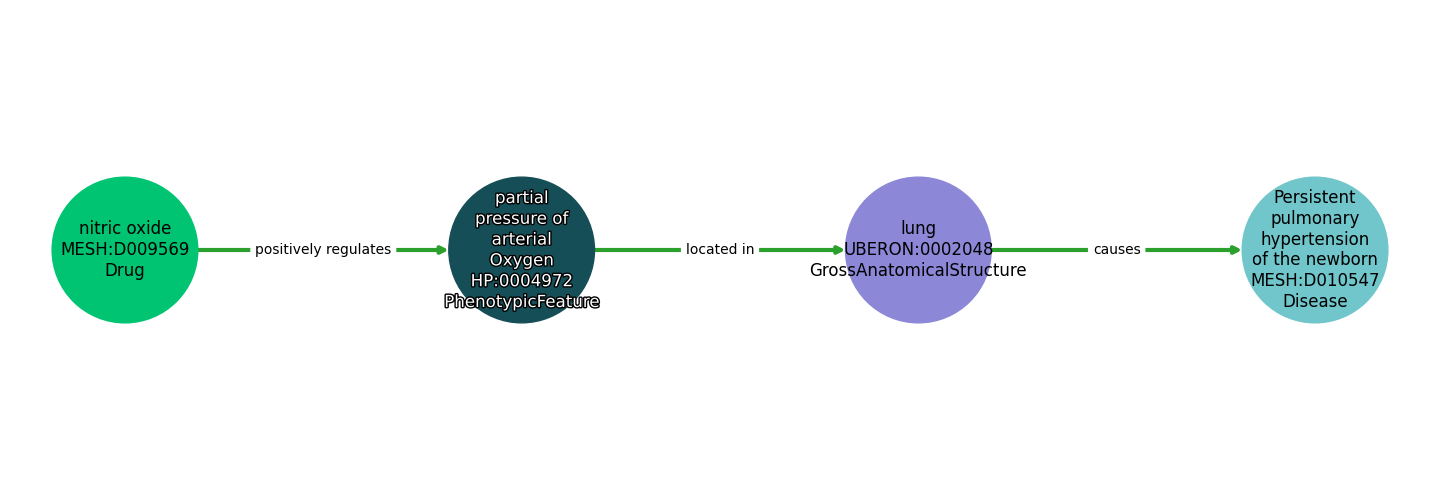 nitric oxide
MESH:D009569
Drug
positively regulates
partial
pressure of
arterial
Oxygen
HP:0004972
PhenotypicFeature
located in
lung
UBERON:0002048
GrossAnatomicalStructure
causes
Persistent
pulmonary
hypertension
of the newborn
MESH:D010547
Disease